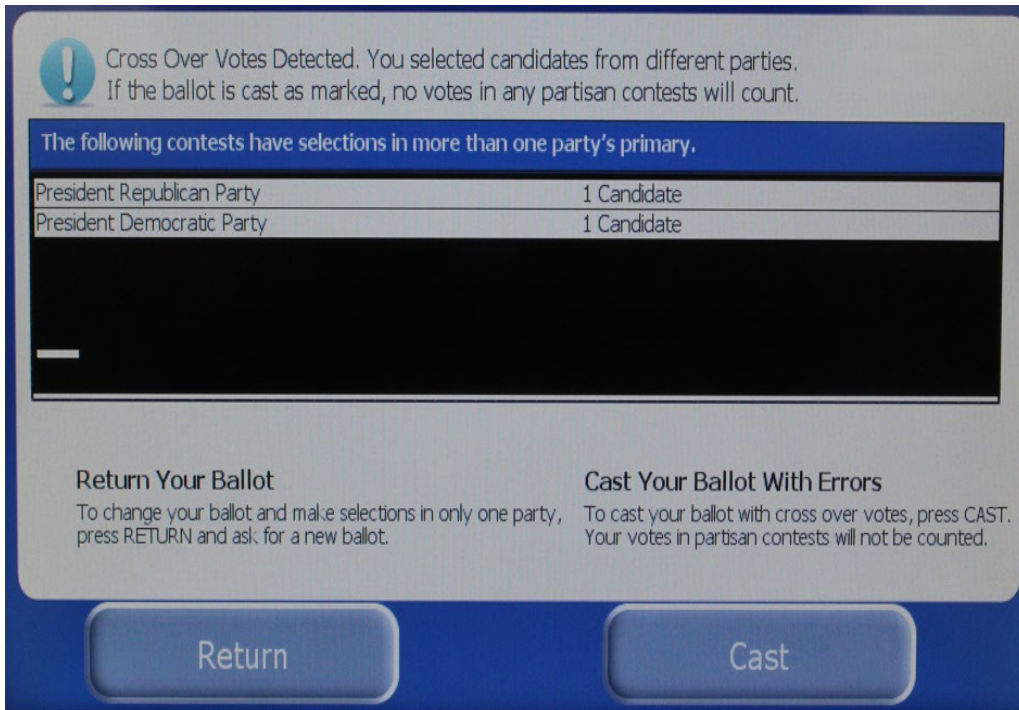 Cross Over Votes Detected. You selected candidates from different parties.
If the ballot is cast as marked, no votes in any partisan contests will count.
The following contests have selections in more than one party's primary.
President Republican Party 1 Candidate
President Democratic Party 1 Candidate
Return Your Ballot
To change your ballot and make selections in only one party,
press RETURN and ask for a new ballot.
Cast Your Ballot With Errors
To cast your ballot with cross over votes, press CAST.
Your votes in partisan contests will not be counted.
Return
Cast